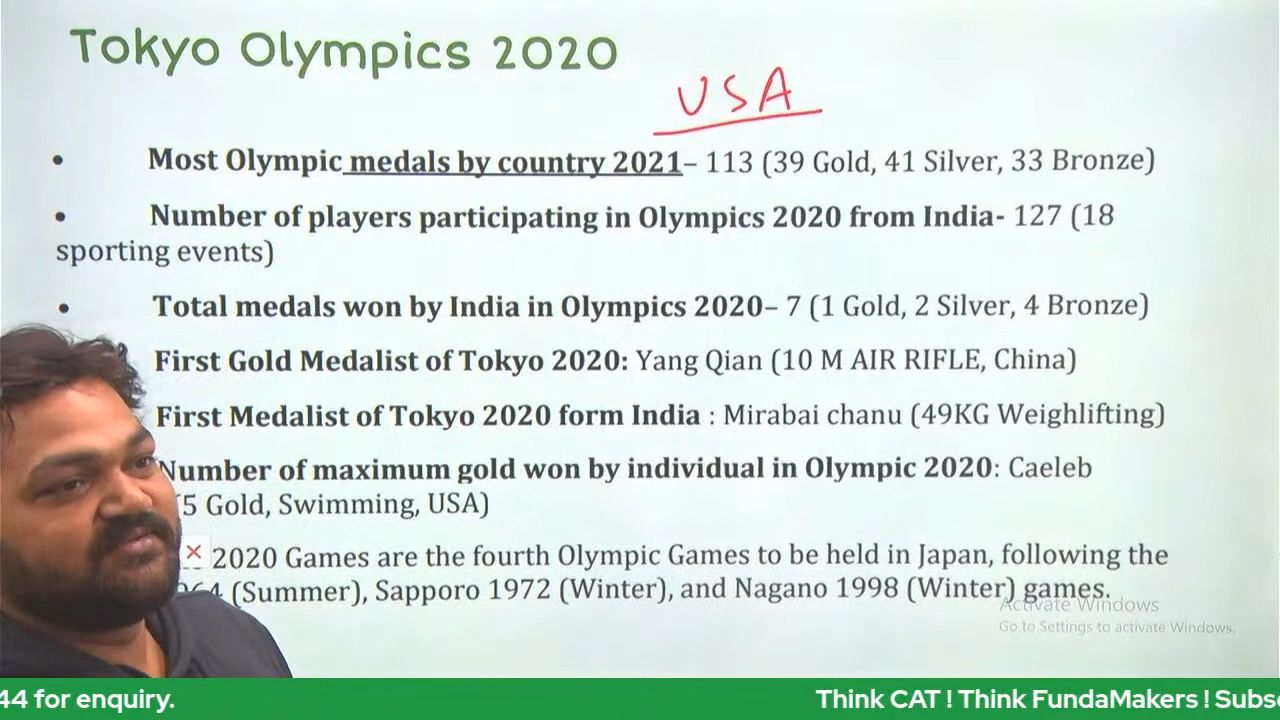 Tokyo Olympics 2020
USA
• Most Olympic medals by country 2021– 113 (39 Gold, 41 Silver, 33 Bronze)
• Number of players participating in Olympics 2020 from India- 127 (18
sporting events)
• Total medals won by India in Olympics 2020– 7 (1 Gold, 2 Silver, 4 Bronze)
First Gold Medalist of Tokyo 2020: Yang Qian (10 M AIR RIFLE, China)
First Medalist of Tokyo 2020 form India : Mirabai chanu (49KG Weighlifting)
Number of maximum gold won by individual in Olympic 2020: Caeleb
(5 Gold, Swimming, USA)
2020 Games are the fourth Olympic Games to be held in Japan, following the
(Summer), Sapporo 1972 (Winter), and Nagano 1998 (Winter) games.
Activate Windows
Go to Settings to activate Windows.
44 for enquiry.
Think CAT ! Think FundaMakers ! Subs